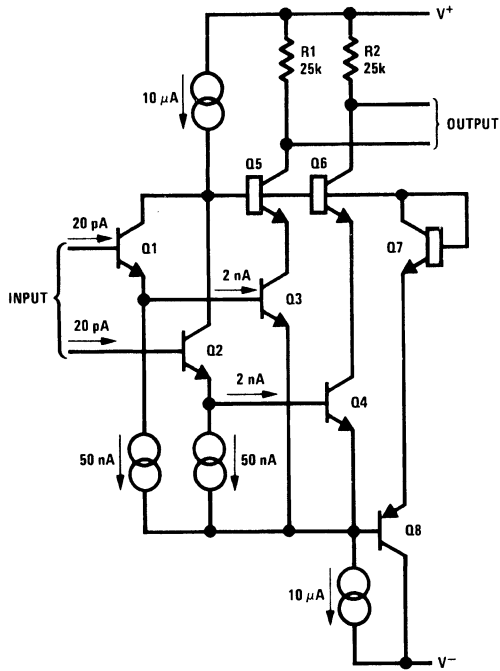 V+
R1
25k
R2
25k
10 μA
OUTPUT
Q5
Q6
20 pA
Q1
Q7
2 nA
Q3
INPUT
20 pA
Q2
2 nA
Q4
50 nA
50 nA
Q8
10 μA
V−